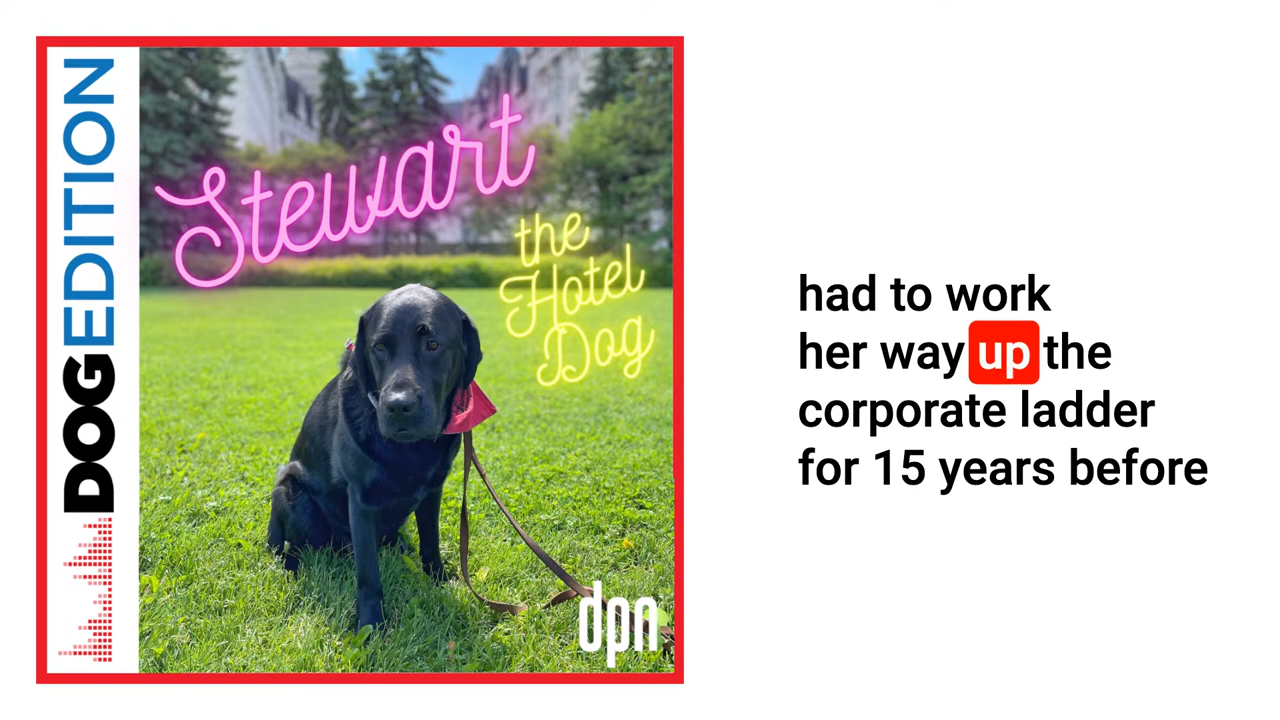 DOGEDITION
Stewart
the
Hotel
Dog
dpn
had to work
her way up the
corporate ladder
for 15 years before